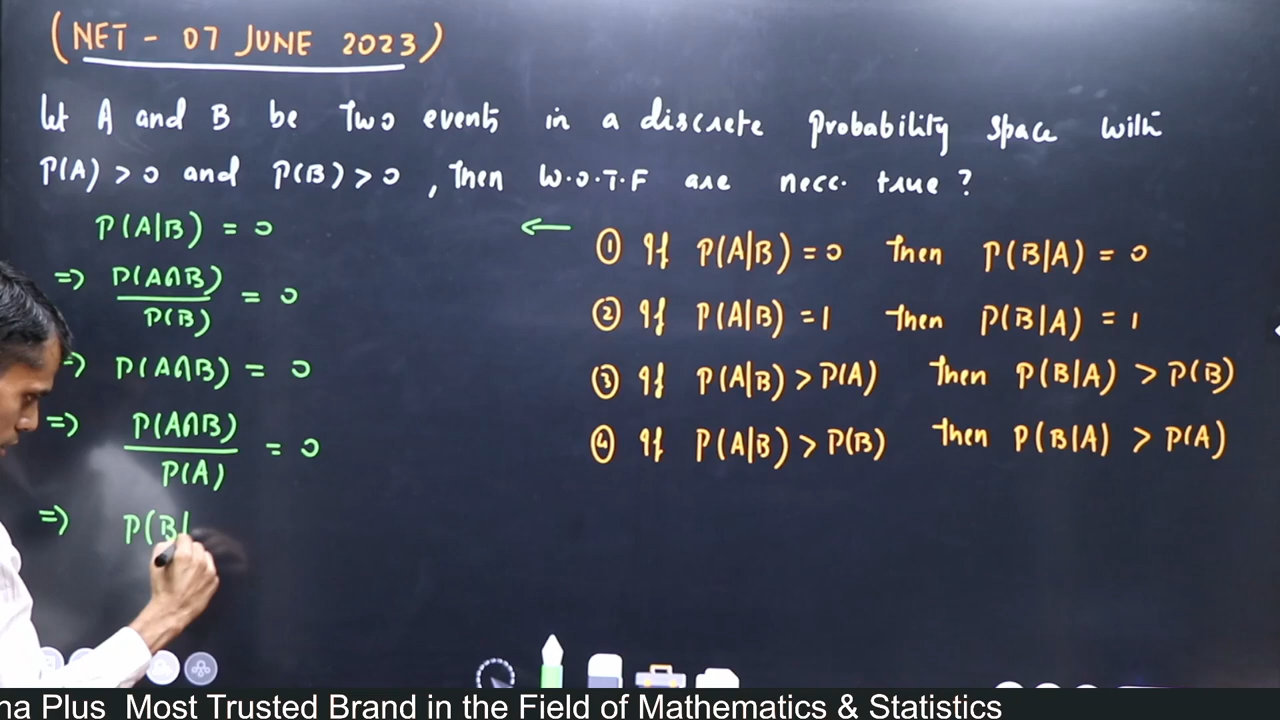 (NET - 07 JUNE 2023)
Let A and B be Two events in a discrete Probability Space with
P(A) > 0 and P(B) > 0 , Then W.O.T.F are necc. true ?
P(A|B) = 0
=> P(A∩B) / P(B) = 0
=> P(A∩B) = 0
=> P(A∩B) / P(A) = 0
=> P(B|
← ① If P(A|B) = 0 Then P(B|A) = 0
② If P(A|B) = 1 Then P(B|A) = 1
③ If P(A|B) > P(A) Then P(B|A) > P(B)
④ If P(A|B) > P(B) Then P(B|A) > P(A)
na Plus Most Trusted Brand in the Field of Mathematics & Statistics